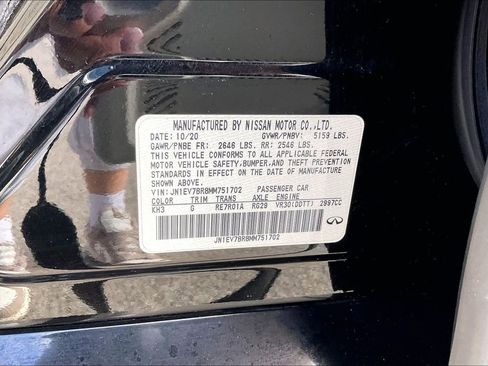 MANUFACTURED BY NISSAN MOTOR CO.,LTD.
DATE: 10/20 GVWR/PNBV: 5159 LBS.
GAWR/PNBE FR: 2646 LBS. RR: 2546 LBS.
THIS VEHICLE CONFORMS TO ALL APPLICABLE FEDERAL
MOTOR VEHICLE SAFETY,BUMPER,AND THEFT PREVENTION
STANDARDS IN EFFECT ON THE DATE OF MANUFACTURE
SHOWN ABOVE.
VIN: JN1EV7BR8MM751702 PASSENGER CAR
COLOR TRIM TRANS AXLE ENGINE
KH3 G RE7R01A RG29 VR30(DDTT) 2997CC
JN1EV7BR8MM751702